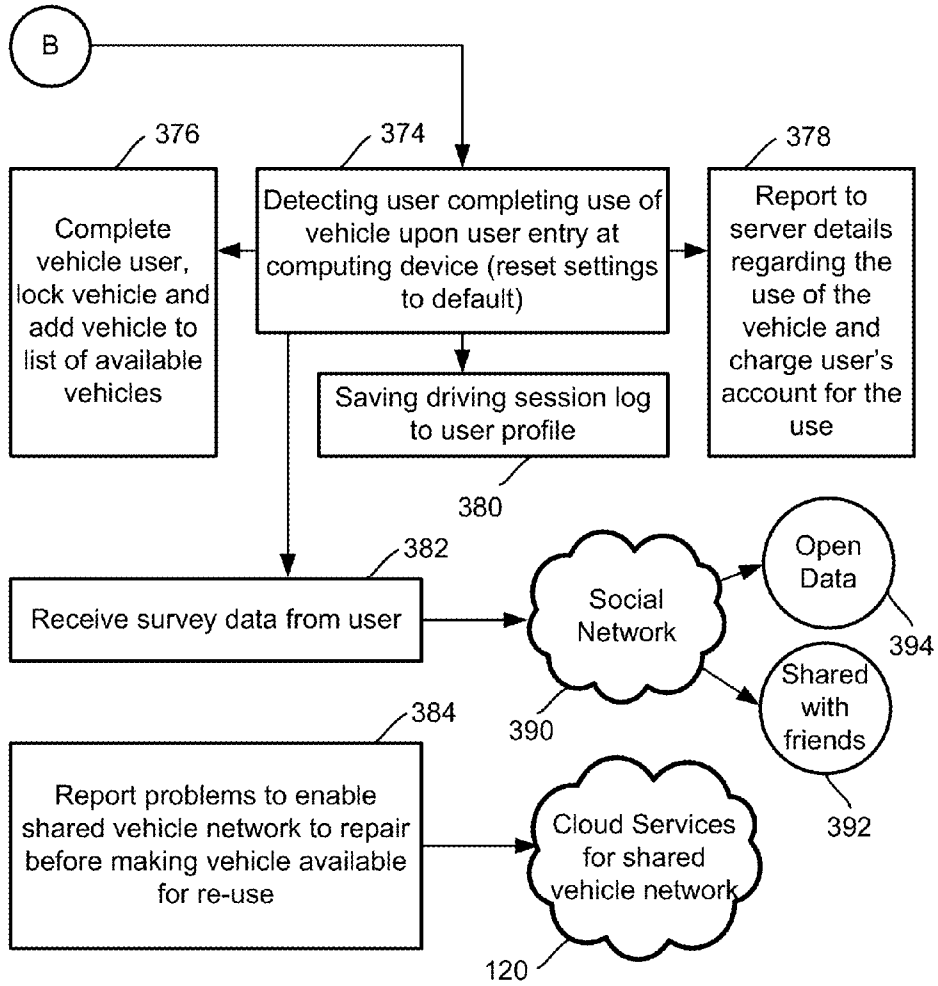 B
376
374
378
Complete
vehicle user,
lock vehicle and
add vehicle to
list of available
vehicles
Detecting user completing use of
vehicle upon user entry at
computing device (reset settings
to default)
Report to
server details
regarding the
use of the
vehicle and
charge user's
account for the
use
Saving driving session log
to user profile
380
382
Receive survey data from user
Social
Network
390
Open
Data
394
Shared
with
friends
392
384
Report problems to enable
shared vehicle network to repair
before making vehicle available
for re-use
Cloud Services
for shared
vehicle network
120